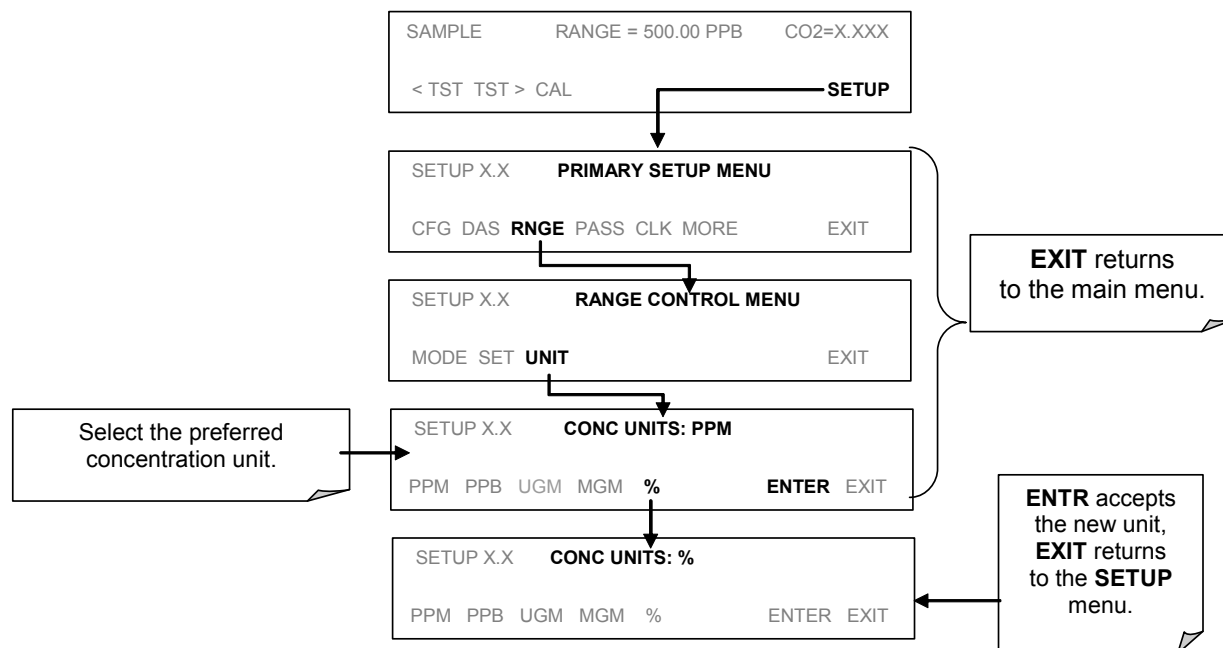 SAMPLE RANGE = 500.00 PPB CO2=X.XXX
< TST TST > CAL SETUP
SETUP X.X PRIMARY SETUP MENU
CFG DAS RNGE PASS CLK MORE EXIT
EXIT returns
to the main menu.
SETUP X.X RANGE CONTROL MENU
MODE SET UNIT EXIT
Select the preferred
concentration unit.
SETUP X.X CONC UNITS: PPM
PPM PPB UGM MGM % ENTER EXIT
ENTR accepts
the new unit,
EXIT returns
to the SETUP
menu.
SETUP X.X CONC UNITS: %
PPM PPB UGM MGM % ENTER EXIT